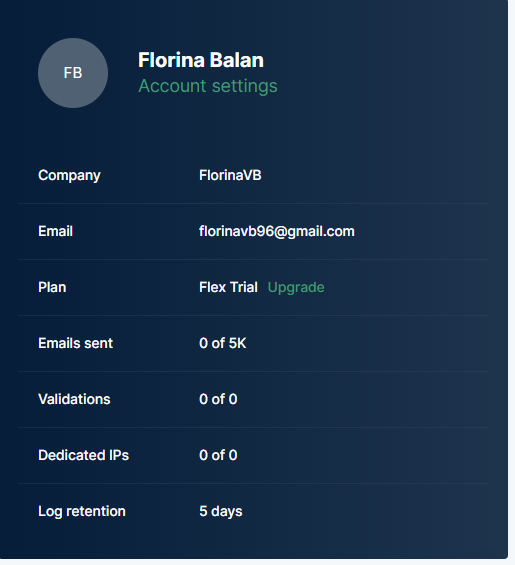 FB
Florina Balan
Account settings
Company FlorinaVB
Email florinavb96@gmail.com
Plan Flex Trial Upgrade
Emails sent 0 of 5K
Validations 0 of 0
Dedicated IPs 0 of 0
Log retention 5 days